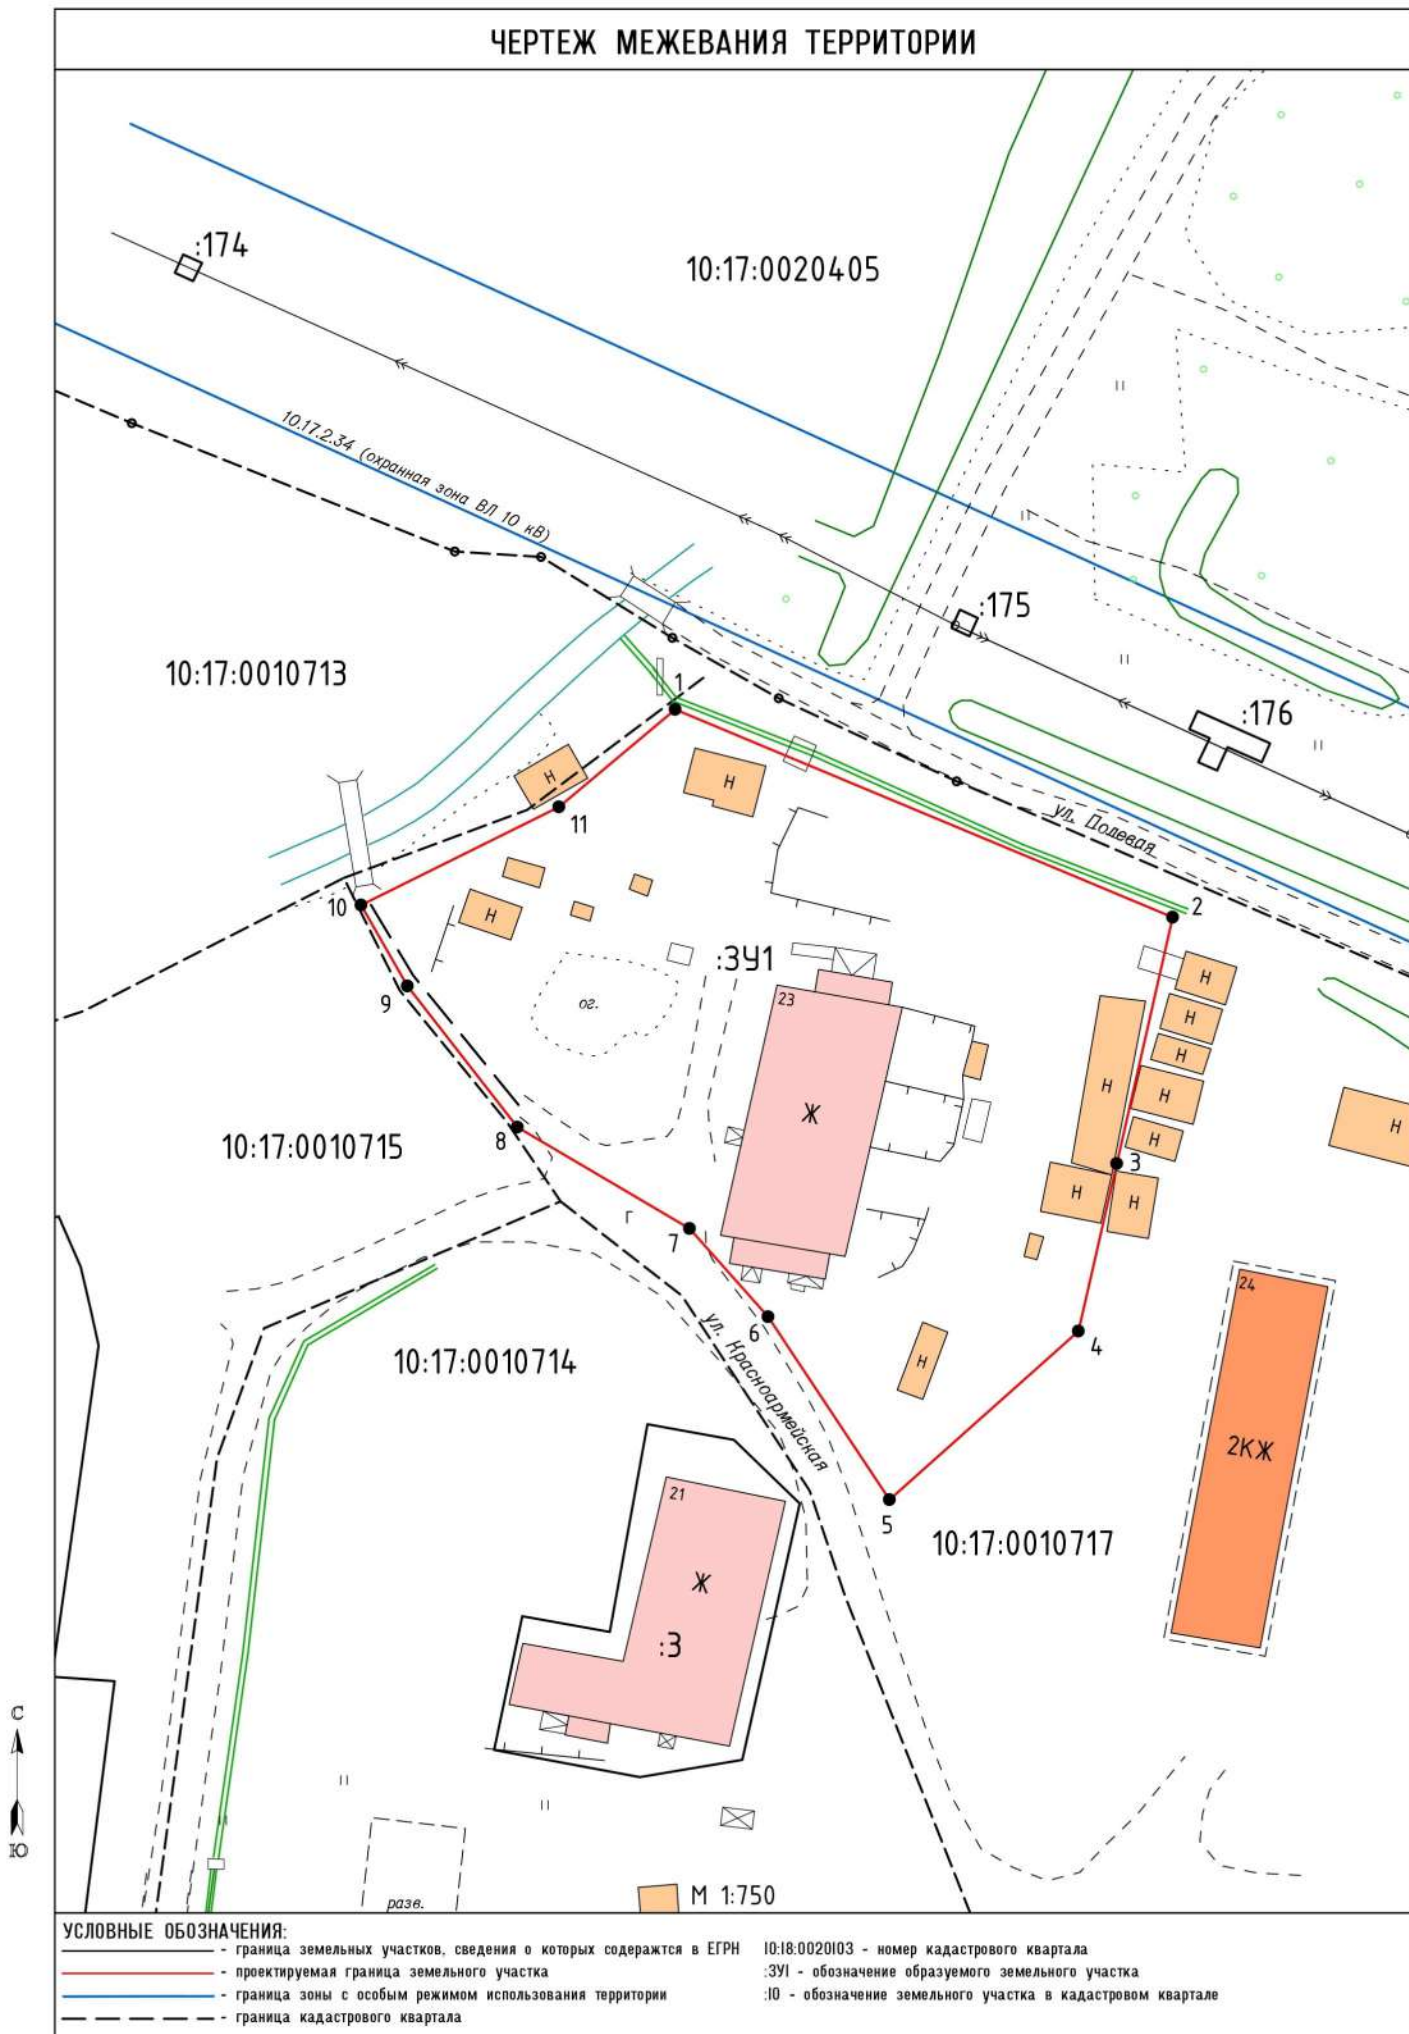 ЧЕРТЕЖ МЕЖЕВАНИЯ ТЕРРИТОРИИ
:174
10:17:0020405
10.17.2.34 (охранная зона ВЛ 10 кВ)
:175
10:17:0010713
1
:176
Н
Н
11
ул. Полевая
10
Н
2
:ЗУ1
Н
9
ог.
23
Н
Н
Ж
Н
Н
Н
8
10:17:0010715
Н
3
Н
Н
Г
7
24
6
ул. Красноармейская
4
10:17:0010714
Н
2КЖ
21
5
10:17:0010717
Ж
:3
С
Ю
разв.
М 1:750
УСЛОВНЫЕ ОБОЗНАЧЕНИЯ:
- граница земельных участков, сведения о которых содержатся в ЕГРН
- проектируемая граница земельного участка
- граница зоны с особым режимом использования территории
- граница кадастрового квартала
10:18:0020103 - номер кадастрового квартала
:ЗУ1 - обозначение образуемого земельного участка
:10 - обозначение земельного участка в кадастровом квартале